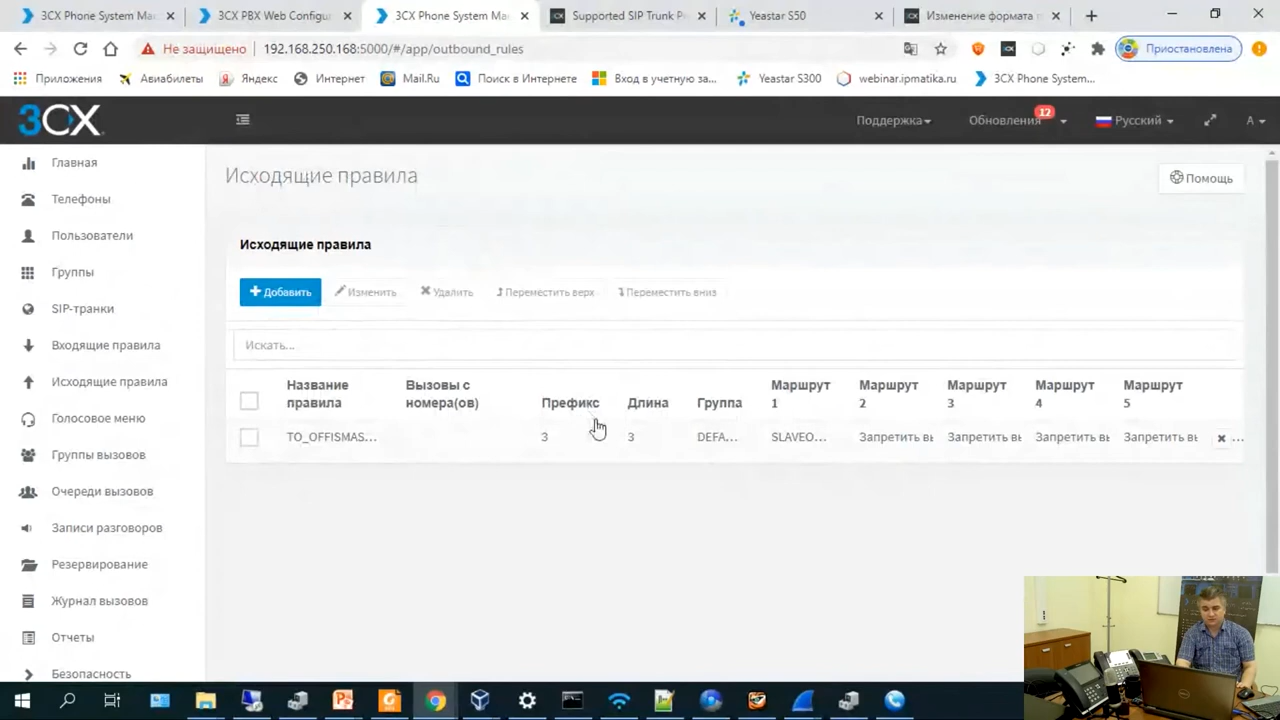 3CX Phone System Ma
3CX PBX Web Configu
3CX Phone System Ma
Supported SIP Trunk P
Yeastar S50
Изменение формата п
Не защищено
192.168.250.168:5000/#/app/outbound_rules
Приостановлена
Приложения
Авиабилеты
Яндекс
Интернет
Mail.Ru
Поиск в Интернете
Вход в учетную за...
Yeastar S300
webinar.ipmatika.ru
3CX Phone System...
3CX
Поддержка
Обновления
12
Русский
A
Главная
Телефоны
Пользователи
Группы
SIP-транки
Входящие правила
Исходящие правила
Голосовое меню
Группы вызовов
Очереди вызовов
Записи разговоров
Резервирование
Журнал вызовов
Отчеты
Безопасность
Исходящие правила
Помощь
Исходящие правила
Добавить
Изменить
Удалить
Переместить верх
Переместить вниз
Искать...
Название правила
Вызовы с номера(ов)
Префикс
Длина
Группа
Маршрут 1
Маршрут 2
Маршрут 3
Маршрут 4
Маршрут 5
TO_OFFISMAS...
3
3
DEFA...
SLAVEO...
Запретить вы
Запретить вы
Запретить вы
Запретить вы
...